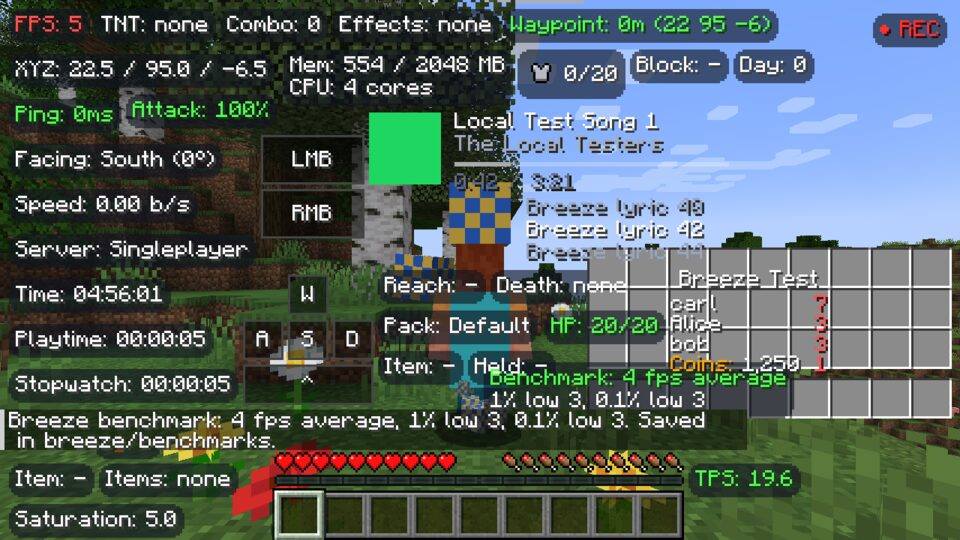 FPS: 5 TNT: none Combo: 0 Effects: none Waypoint: 0m (22 95 -6) REC
XYZ: 22.5 / 95.0 / -6.5
Mem: 554 / 2048 MB
CPU: 4 cores
0/20
Block: - Day: 0
Ping: 0ms Attack: 100%
Local Test Song 1
The Local Testers
0:42 / 3:21
Facing: South (0°)
LMB
RMB
Speed: 0.00 b/s
Breeze lyric 40
Breeze lyric 42
Breeze lyric 44
Server: Singleplayer
Reach: - Death: none
Breeze Test
carl 7
Alice 3
bob 3
Coins: 1,250 1
Time: 04:56:01
W
A S D
^
Pack: Default HP: 20/20
Playtime: 00:00:05
Item: - Held: -
Stopwatch: 00:00:05
Benchmark: 4 fps average
1% low 3, 0.1% low 3
Breeze benchmark: 4 fps average, 1% low 3, 0.1% low 3. Saved
in breeze/benchmarks.
Item: - Items: none
TPS: 19.6
Saturation: 5.0